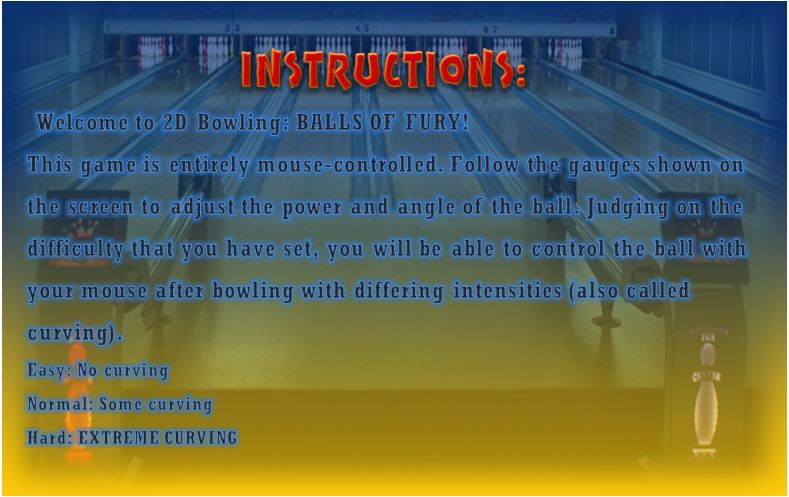 INSTRUCTIONS:
Welcome to 2D Bowling: BALLS OF FURY!
This game is entirely mouse-controlled. Follow the gauges shown on
the screen to adjust the power and angle of the ball. Judging on the
difficulty that you have set, you will be able to control the ball with
your mouse after bowling with differing intensities (also called
curving).
Easy: No curving
Normal: Some curving
Hard: EXTREME CURVING